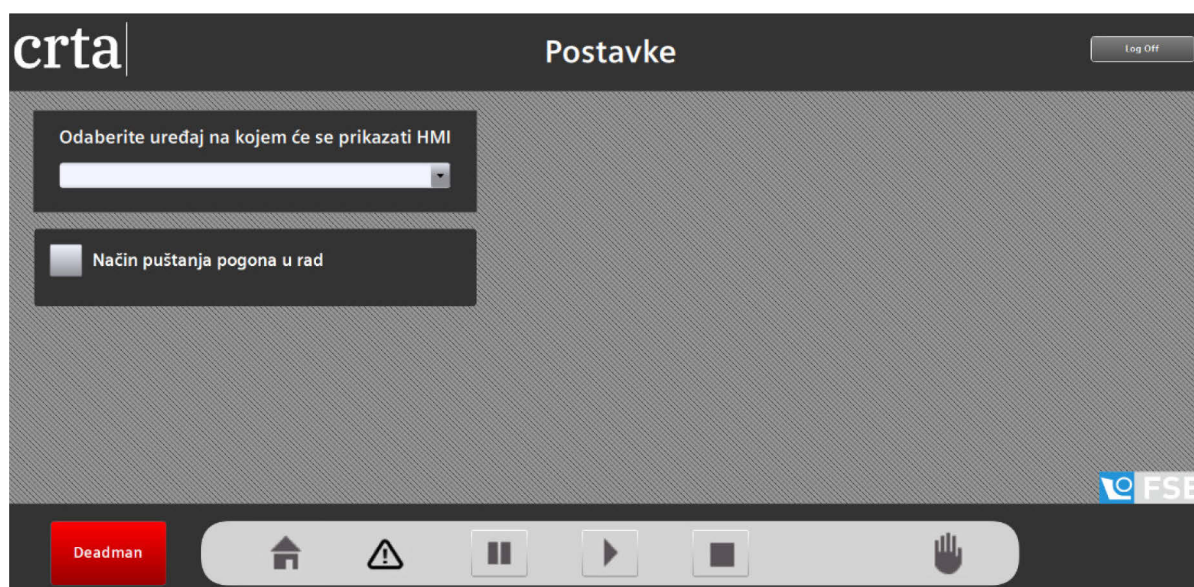 crta
Postavke
Log Off
Odaberite uređaj na kojem će se prikazati HMI
Način puštanja pogona u rad
FSB
Deadman